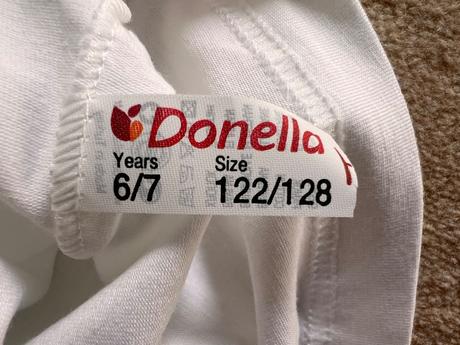 Donella
Years Size
6/7 122/128